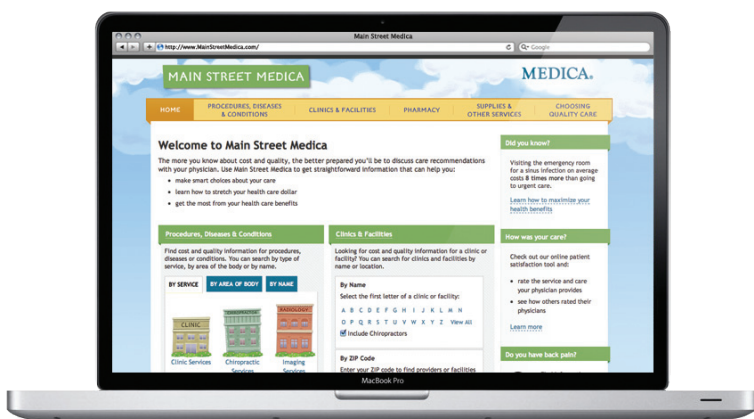 Main Street Medica
http://www.MainStreetMedica.com/
Google
MAIN STREET MEDICA
MEDICA®
HOME
PROCEDURES, DISEASES
& CONDITIONS
CLINICS & FACILITIES
PHARMACY
SUPPLIES &
OTHER SERVICES
CHOOSING
QUALITY CARE
Welcome to Main Street Medica
The more you know about cost and quality, the better prepared you'll be to discuss care recommendations
with your physician. Use Main Street Medica to get straightforward information that can help you:
• make smart choices about your care
• learn how to stretch your health care dollar
• get the most from your health care benefits
Procedures, Diseases & Conditions
Find cost and quality information for procedures,
diseases or conditions. You can search by type of
service, by area of the body or by name.
BY SERVICE
BY AREA OF BODY
BY NAME
CLINIC
CHIROPRACTIC
RADIOLOGY
Clinic Services
Chiropractic
Services
Imaging
Services
Clinics & Facilities
Looking for cost and quality information for a clinic or
facility? You can search for clinics and facilities by
name or location.
By Name
Select the first letter of a clinic or facility:
A B C D E F G H I J K L M N
O P Q R S T U V W X Y Z View All
Include Chiropractors
By ZIP Code
Enter your ZIP code to find providers or facilities
Did you know?
Visiting the emergency room
for a sinus infection on average
costs 8 times more than going
to urgent care.
Learn how to maximize your
health benefits
How was your care?
Check out our online patient
satisfaction tool and:
• rate the service and care
your physician provides
• see how others rated their
physicians
Learn more
Do you have back pain?
MacBook Pro